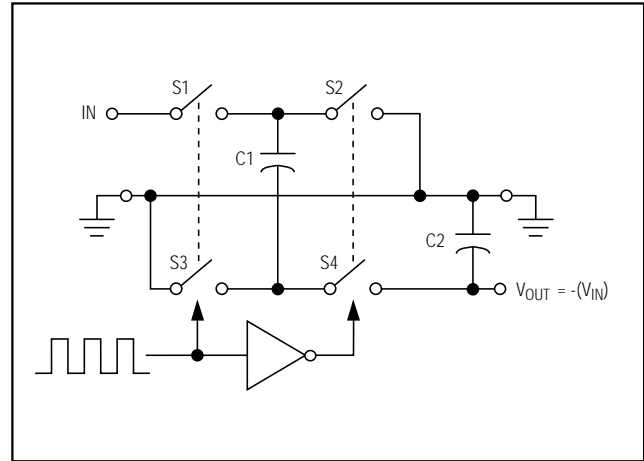 S1
S2
IN
C1
S3
S4
C2
V_OUT = -(V_IN)